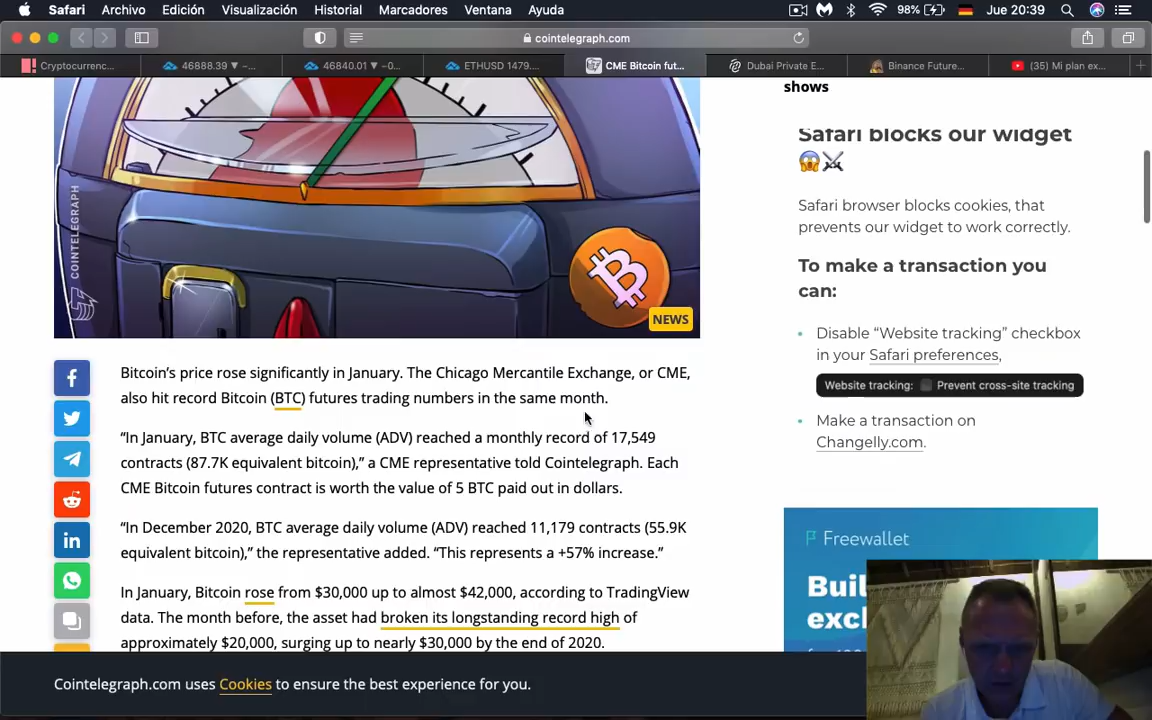 Safari Archivo Edición Visualización Historial Marcadores Ventana Ayuda 98% Jue 20:39
cointelegraph.com
Cryptocurrenc... 46888.39 ▼ −... 46840.01 ▼ −0... ETHUSD 1479.... CME Bitcoin fut... Dubai Private E... Binance Future... (35) Mi plan ex...
shows
COINTELEGRAPH
NEWS
Safari blocks our widget
😱⚔
Safari browser blocks cookies, that
prevents our widget to work correctly.
To make a transaction you
can:
• Disable “Website tracking” checkbox
in your Safari preferences,
Website tracking: Prevent cross-site tracking
• Make a transaction on
Changelly.com.
Bitcoin’s price rose significantly in January. The Chicago Mercantile Exchange, or CME,
also hit record Bitcoin (BTC) futures trading numbers in the same month.
“In January, BTC average daily volume (ADV) reached a monthly record of 17,549
contracts (87.7K equivalent bitcoin),” a CME representative told Cointelegraph. Each
CME Bitcoin futures contract is worth the value of 5 BTC paid out in dollars.
“In December 2020, BTC average daily volume (ADV) reached 11,179 contracts (55.9K
equivalent bitcoin),” the representative added. “This represents a +57% increase.”
In January, Bitcoin rose from $30,000 up to almost $42,000, according to TradingView
data. The month before, the asset had broken its longstanding record high of
approximately $20,000, surging up to nearly $30,000 by the end of 2020.
Freewallet
Cointelegraph.com uses Cookies to ensure the best experience for you.